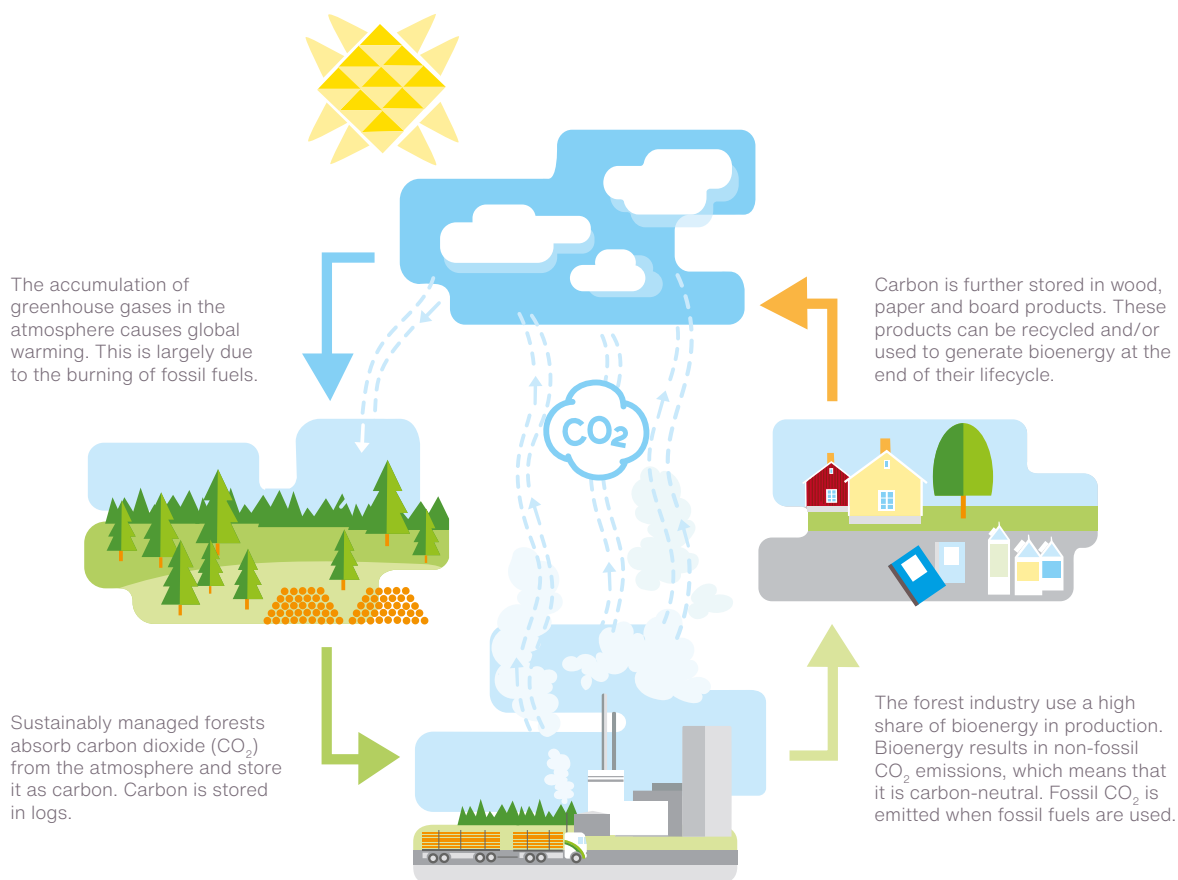 The accumulation of
greenhouse gases in the
atmosphere causes global
warming. This is largely due
to the burning of fossil fuels.
Carbon is further stored in wood,
paper and board products. These
products can be recycled and/or
used to generate bioenergy at the
end of their lifecycle.
CO₂
Sustainably managed forests
absorb carbon dioxide (CO₂)
from the atmosphere and store
it as carbon. Carbon is stored
in logs.
The forest industry use a high
share of bioenergy in production.
Bioenergy results in non-fossil
CO₂ emissions, which means that
it is carbon-neutral. Fossil CO₂ is
emitted when fossil fuels are used.